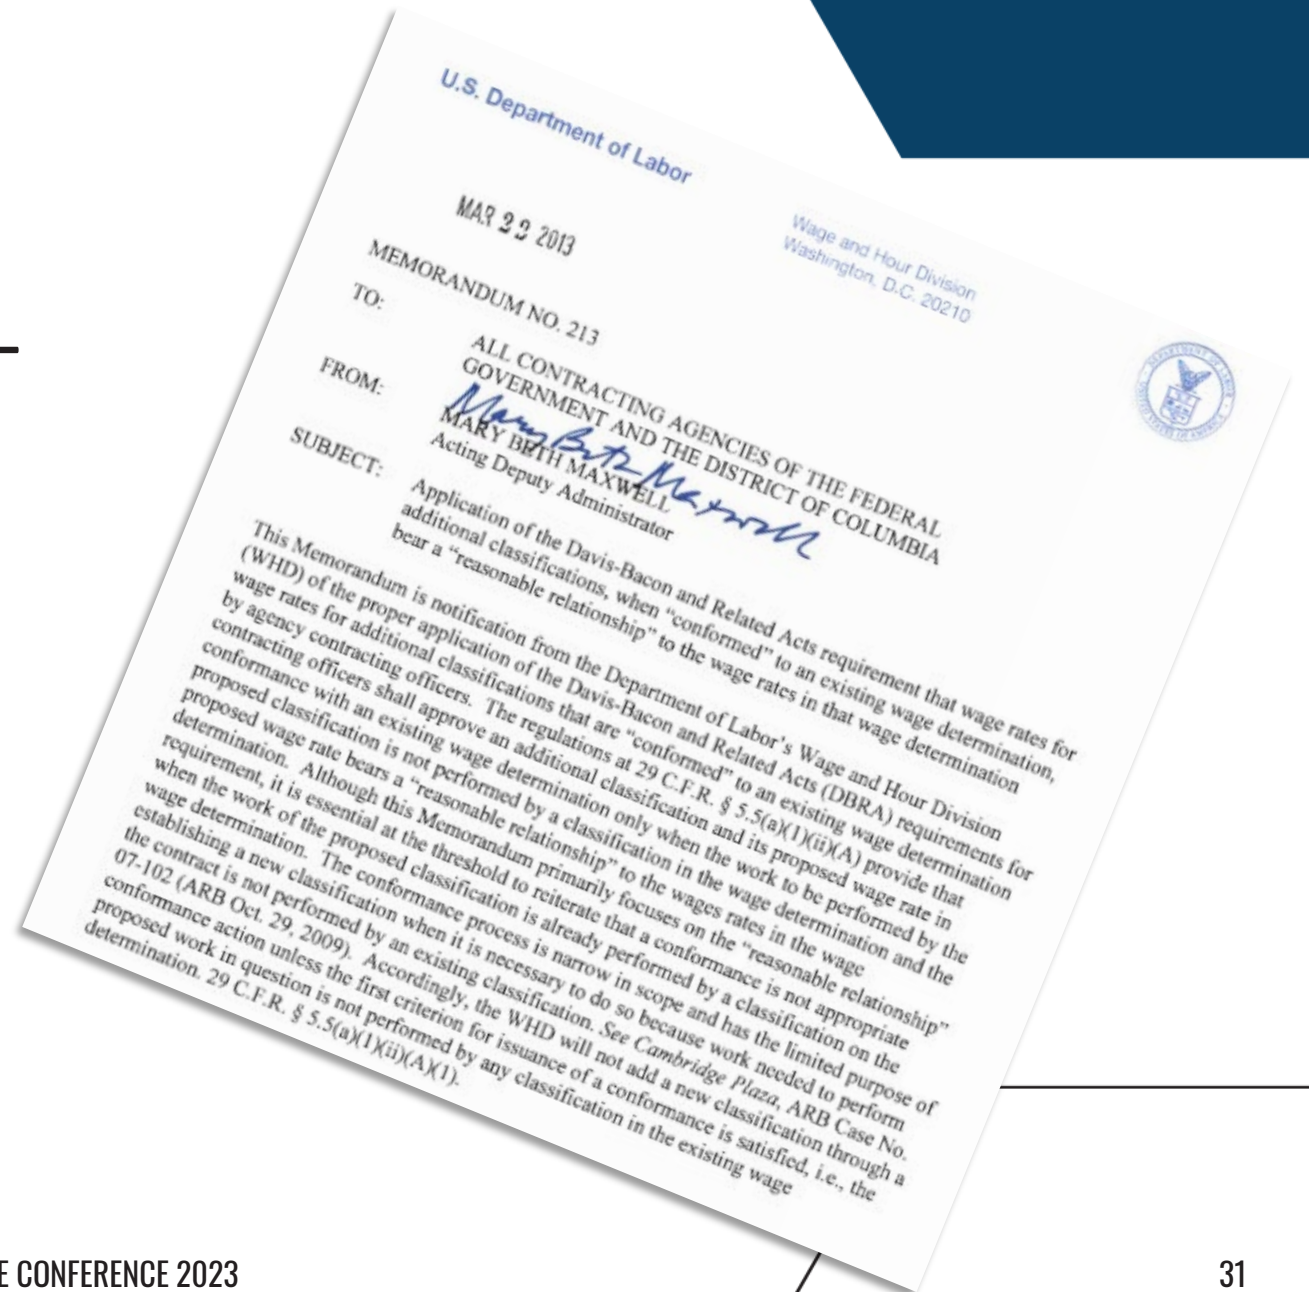 U.S. Department of Labor
Wage and Hour Division
Washington, D.C. 20210
MAR 22 2013
MEMORANDUM NO. 213
TO:
ALL CONTRACTING AGENCIES OF THE FEDERAL
GOVERNMENT AND THE DISTRICT OF COLUMBIA
FROM:
Mary Beth Maxwell
MARY BETH MAXWELL
Acting Deputy Administrator
SUBJECT:
Application of the Davis-Bacon and Related Acts requirement that wage rates for
additional classifications, when “conformed” to an existing wage determination,
bear a “reasonable relationship” to the wage rates in that wage determination
This Memorandum is notification from the Department of Labor’s Wage and Hour Division
(WHD) of the proper application of the Davis-Bacon and Related Acts (DBRA) requirements for
wage rates for additional classifications that are “conformed” to an existing wage determination
by agency contracting officers. The regulations at 29 C.F.R. § 5.5(a)(1)(ii)(A) provide that
contracting officers shall approve an additional classification and its proposed wage rate in
conformance with an existing wage determination only when the work to be performed by the
proposed classification is not performed by a classification in the wage determination and the
proposed wage rate bears a “reasonable relationship” to the wages rates in the wage
determination. Although this Memorandum primarily focuses on the “reasonable relationship”
requirement, it is essential at the threshold to reiterate that a conformance is not appropriate
when the work of the proposed classification is already performed by a classification on the
wage determination. The conformance process is narrow in scope and has the limited purpose of
establishing a new classification when it is necessary to do so because work needed to perform
the contract is not performed by an existing classification. See Cambridge Plaza, ARB Case No.
07-102 (ARB Oct. 29, 2009). Accordingly, the WHD will not add a new classification through a
conformance action unless the first criterion for issuance of a conformance is satisfied, i.e., the
proposed work in question is not performed by any classification in the existing wage
determination. 29 C.F.R. § 5.5(a)(1)(ii)(A)(1).
E CONFERENCE 2023
31